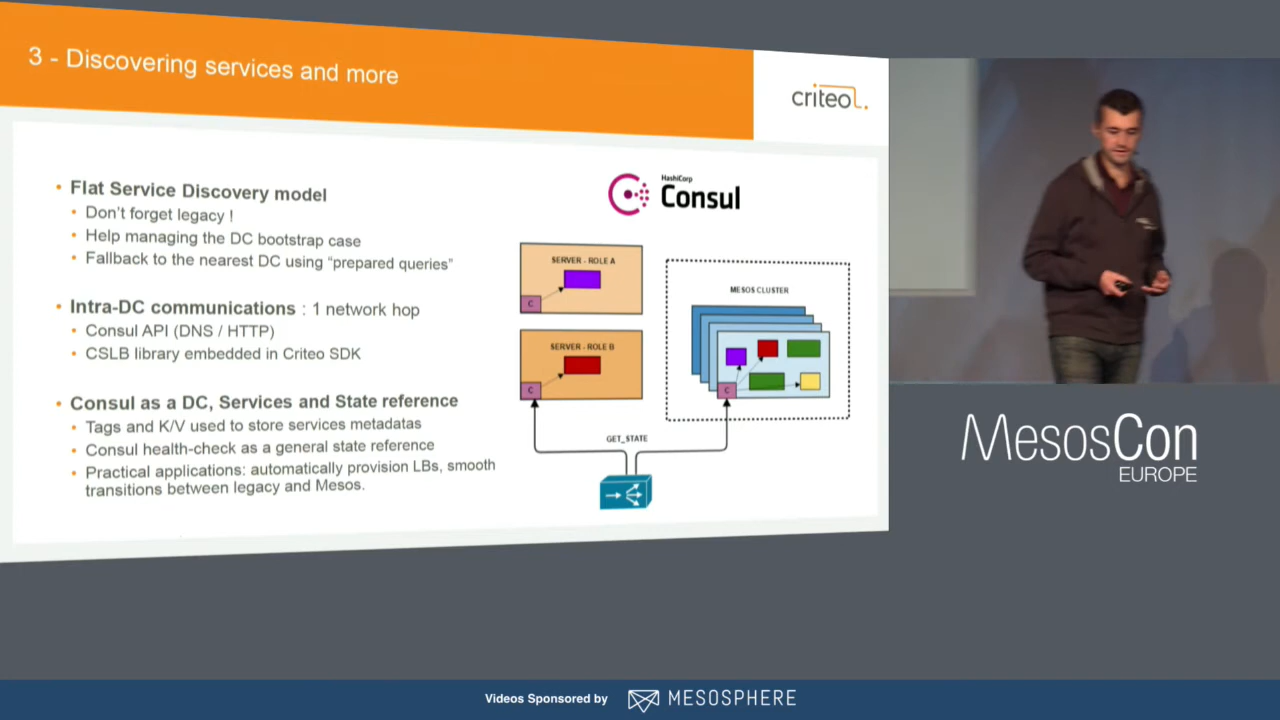 3 - Discovering services and more
criteo
• Flat Service Discovery model
• Don't forget legacy !
• Help managing the DC bootstrap case
• Fallback to the nearest DC using “prepared queries”
• Intra-DC communications : 1 network hop
• Consul API (DNS / HTTP)
• CSLB library embedded in Criteo SDK
• Consul as a DC, Services and State reference
• Tags and K/V used to store services metadatas
• Consul health-check as a general state reference
• Practical applications: automatically provision LBs, smooth
transitions between legacy and Mesos.
HashiCorp
Consul
SERVER - ROLE A
C
SERVER - ROLE B
C
MESOS CLUSTER
C
GET_STATE
MesosCon
EUROPE
Videos Sponsored by MESOSPHERE